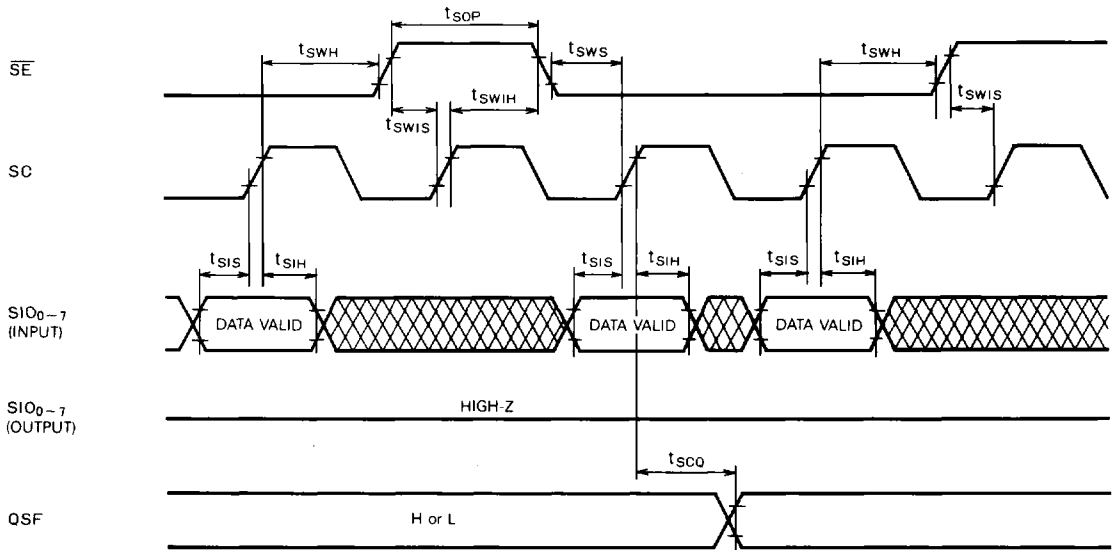 tSOP
tSWH
tSWS
tSWH
SE
tSWIS
tSWIH
tSWIS
SC
tSIS
tSIH
tSIS
tSIH
tSIS
tSIH
SIO0~7
(INPUT)
DATA VALID
DATA VALID
DATA VALID
SIO0~7
(OUTPUT)
HIGH-Z
tSCQ
QSF
H or L